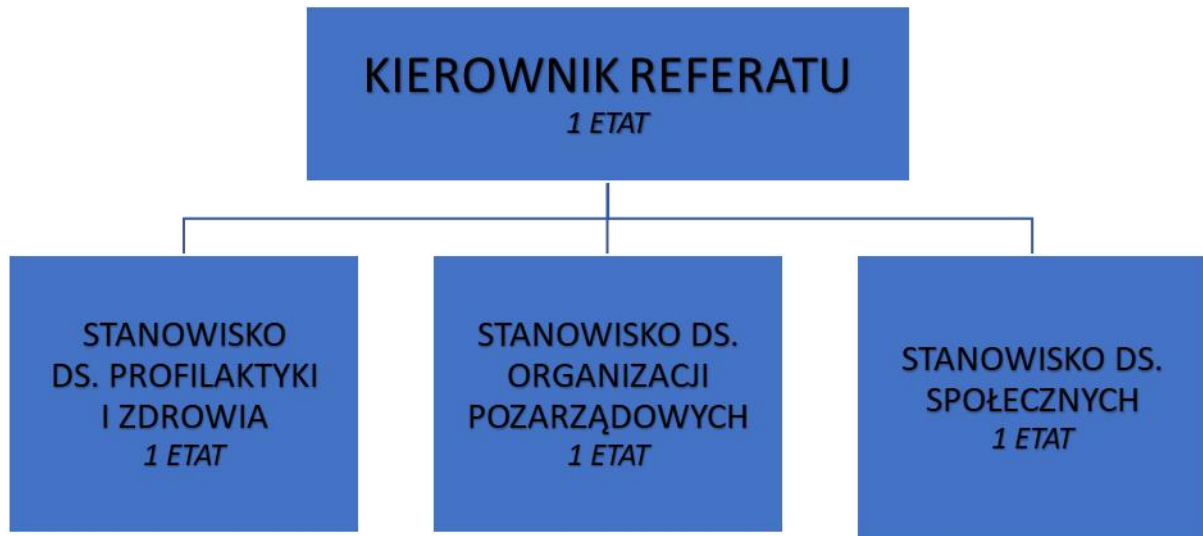 KIEROWNIK REFERATU
1 ETAT
STANOWISKO
DS. PROFILAKTYKI
I ZDROWIA
1 ETAT
STANOWISKO DS.
ORGANIZACJI
POZARZĄDOWYCH
1 ETAT
STANOWISKO DS.
SPOŁECZNYCH
1 ETAT